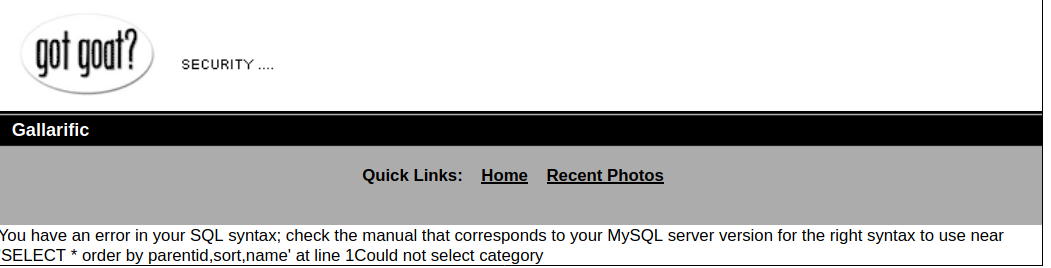 got goat?
SECURITY ....
Gallarific
Quick Links: Home Recent Photos
You have an error in your SQL syntax; check the manual that corresponds to your MySQL server version for the right syntax to use near
'SELECT * order by parentid,sort,name' at line 1Could not select category